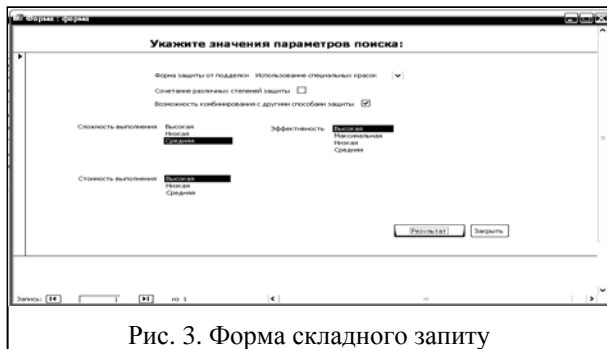 Форма : форма
Укажите значения параметров поиска:
Форма защиты от подделки Использование специальных красок
Сочетание различных степеней защиты
Возможность комбинирования с другими способами защиты
Сложность выполнения Высокая Эффективность Высокая
Низкая Максимальная
Средняя Низкая
Средняя
Стоимость выполнения Высокая
Низкая
Средняя
Результат Закрыть
Запись: 1 из 1
Рис. 3. Форма складного запиту